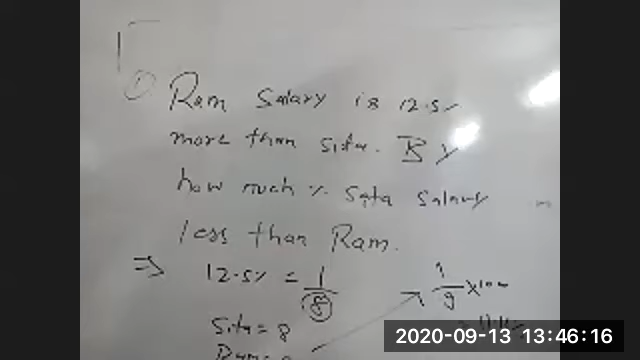 ① Ram Salary is 12.5%
more than Sita. By
how much % Sita Salary
less than Ram.
⇒ 12.5% = 1/8
1/9 × 100
Sita = 8
2020-09-13 13:46:16